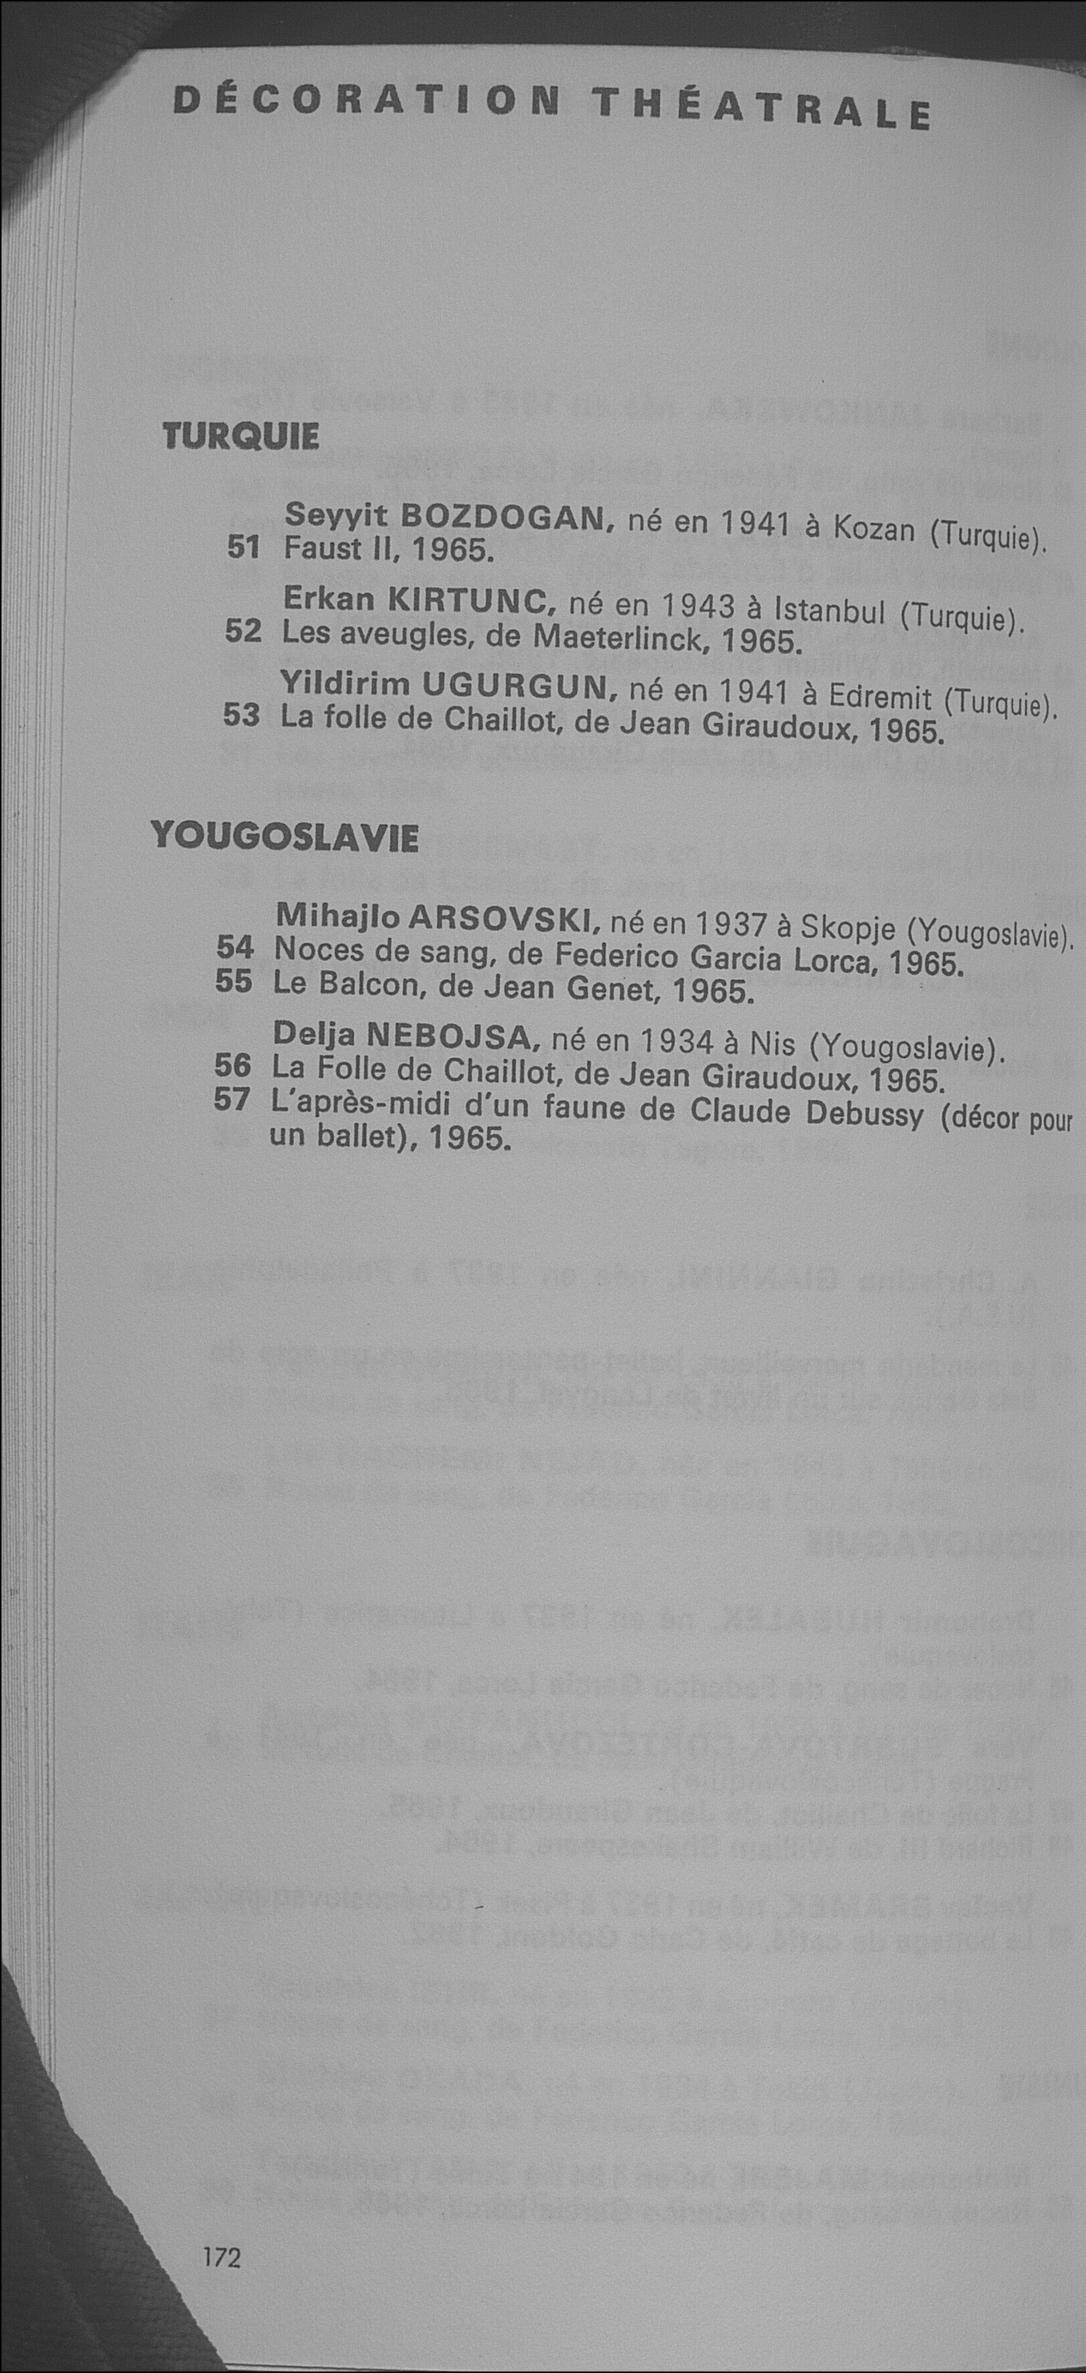 DÉCORATION THÉATRALE
TURQUIE
Seyyit BOZDOGAN, né en 1941 à Kozan (Turquie).
51 Faust II, 1965.
Erkan KIRTUNC, né en 1943 à Istanbul (Turquie).
52 Les aveugles, de Maeterlinck, 1965.
Yildirim UGURGUN, né en 1941 à Edremit (Turquie).
53 La folle de Chaillot, de Jean Giraudoux, 1965.
YOUGOSLAVIE
Mihajlo ARSOVSKI, né en 1937 à Skopje (Yougoslavie).
54 Noces de sang, de Federico Garcia Lorca, 1965.
55 Le Balcon, de Jean Genet, 1965.
Delja NEBOJSA, né en 1934 à Nis (Yougoslavie).
56 La Folle de Chaillot, de Jean Giraudoux, 1965.
57 L'après-midi d'un faune de Claude Debussy (décor pour
un ballet), 1965.
172